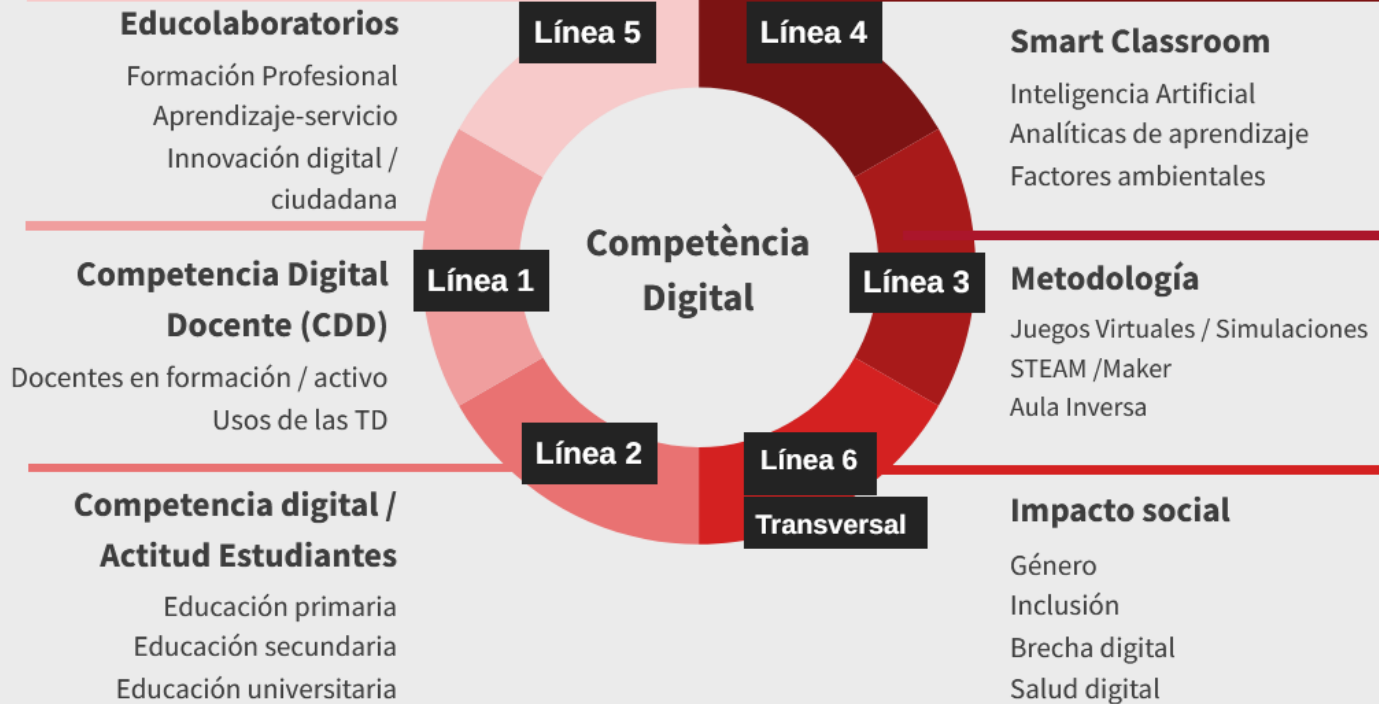 Educolaboratorios
Formación Profesional
Aprendizaje-servicio
Innovación digital /
ciudadana
Línea 5
Línea 4
Smart Classroom
Inteligencia Artificial
Analíticas de aprendizaje
Factores ambientales
Competencia Digital
Docente (CDD)
Docentes en formación / activo
Usos de las TD
Línea 1
Competència
Digital
Línea 3
Metodología
Juegos Virtuales / Simulaciones
STEAM /Maker
Aula Inversa
Competencia digital /
Actitud Estudiantes
Educación primaria
Educación secundaria
Educación universitaria
Línea 2
Línea 6
Transversal
Impacto social
Género
Inclusión
Brecha digital
Salud digital